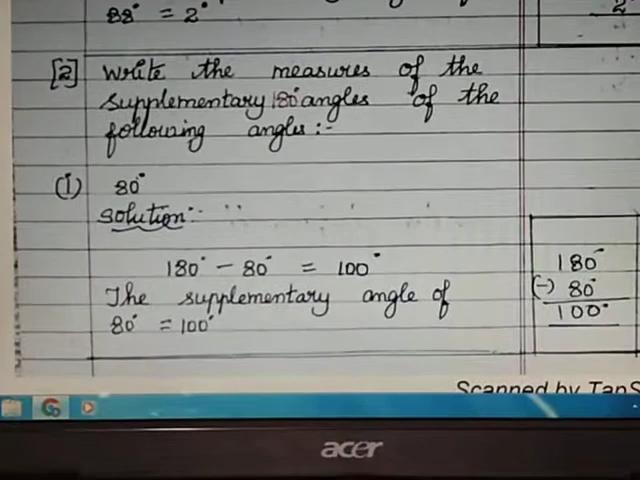 88° = 2°
2°
[2] Write the measures of the
supplementary 180° angles of the
following angles :-
(i) 80°
solution:-
180° - 80° = 100°
The supplementary angle of
80° = 100°
180°
(-) 80°
100°
Scanned by TapS
acer